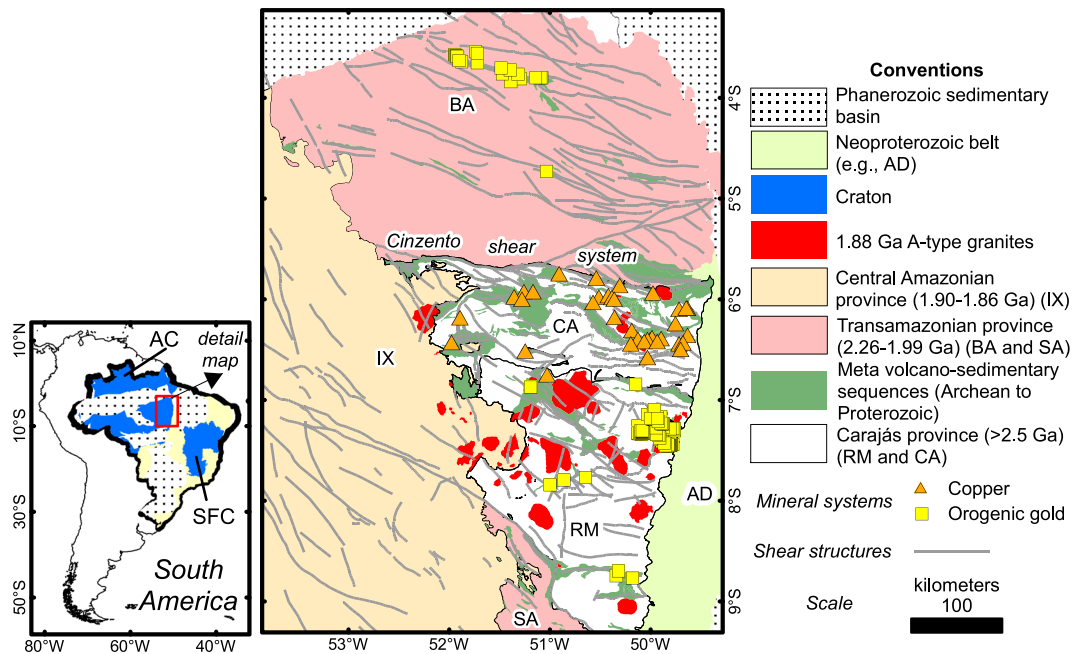 BA
4°S
5°S
Cinzento shear system
6°S
CA
IX
7°S
AD
8°S
RM
SA
9°S
53°W 52°W 51°W 50°W
AC
detail
map
10°N
10°S
30°S
50°S
SFC
South
America
80°W 60°W 40°W
Conventions
Phanerozoic sedimentary
basin
Neoproterozoic belt
(e.g., AD)
Craton
1.88 Ga A-type granites
Central Amazonian
province (1.90-1.86 Ga) (IX)
Transamazonian province
(2.26-1.99 Ga) (BA and SA)
Meta volcano-sedimentary
sequences (Archean to
Proterozoic)
Carajás province (>2.5 Ga)
(RM and CA)
Mineral systems
Copper
Orogenic gold
Shear structures
Scale
kilometers
100